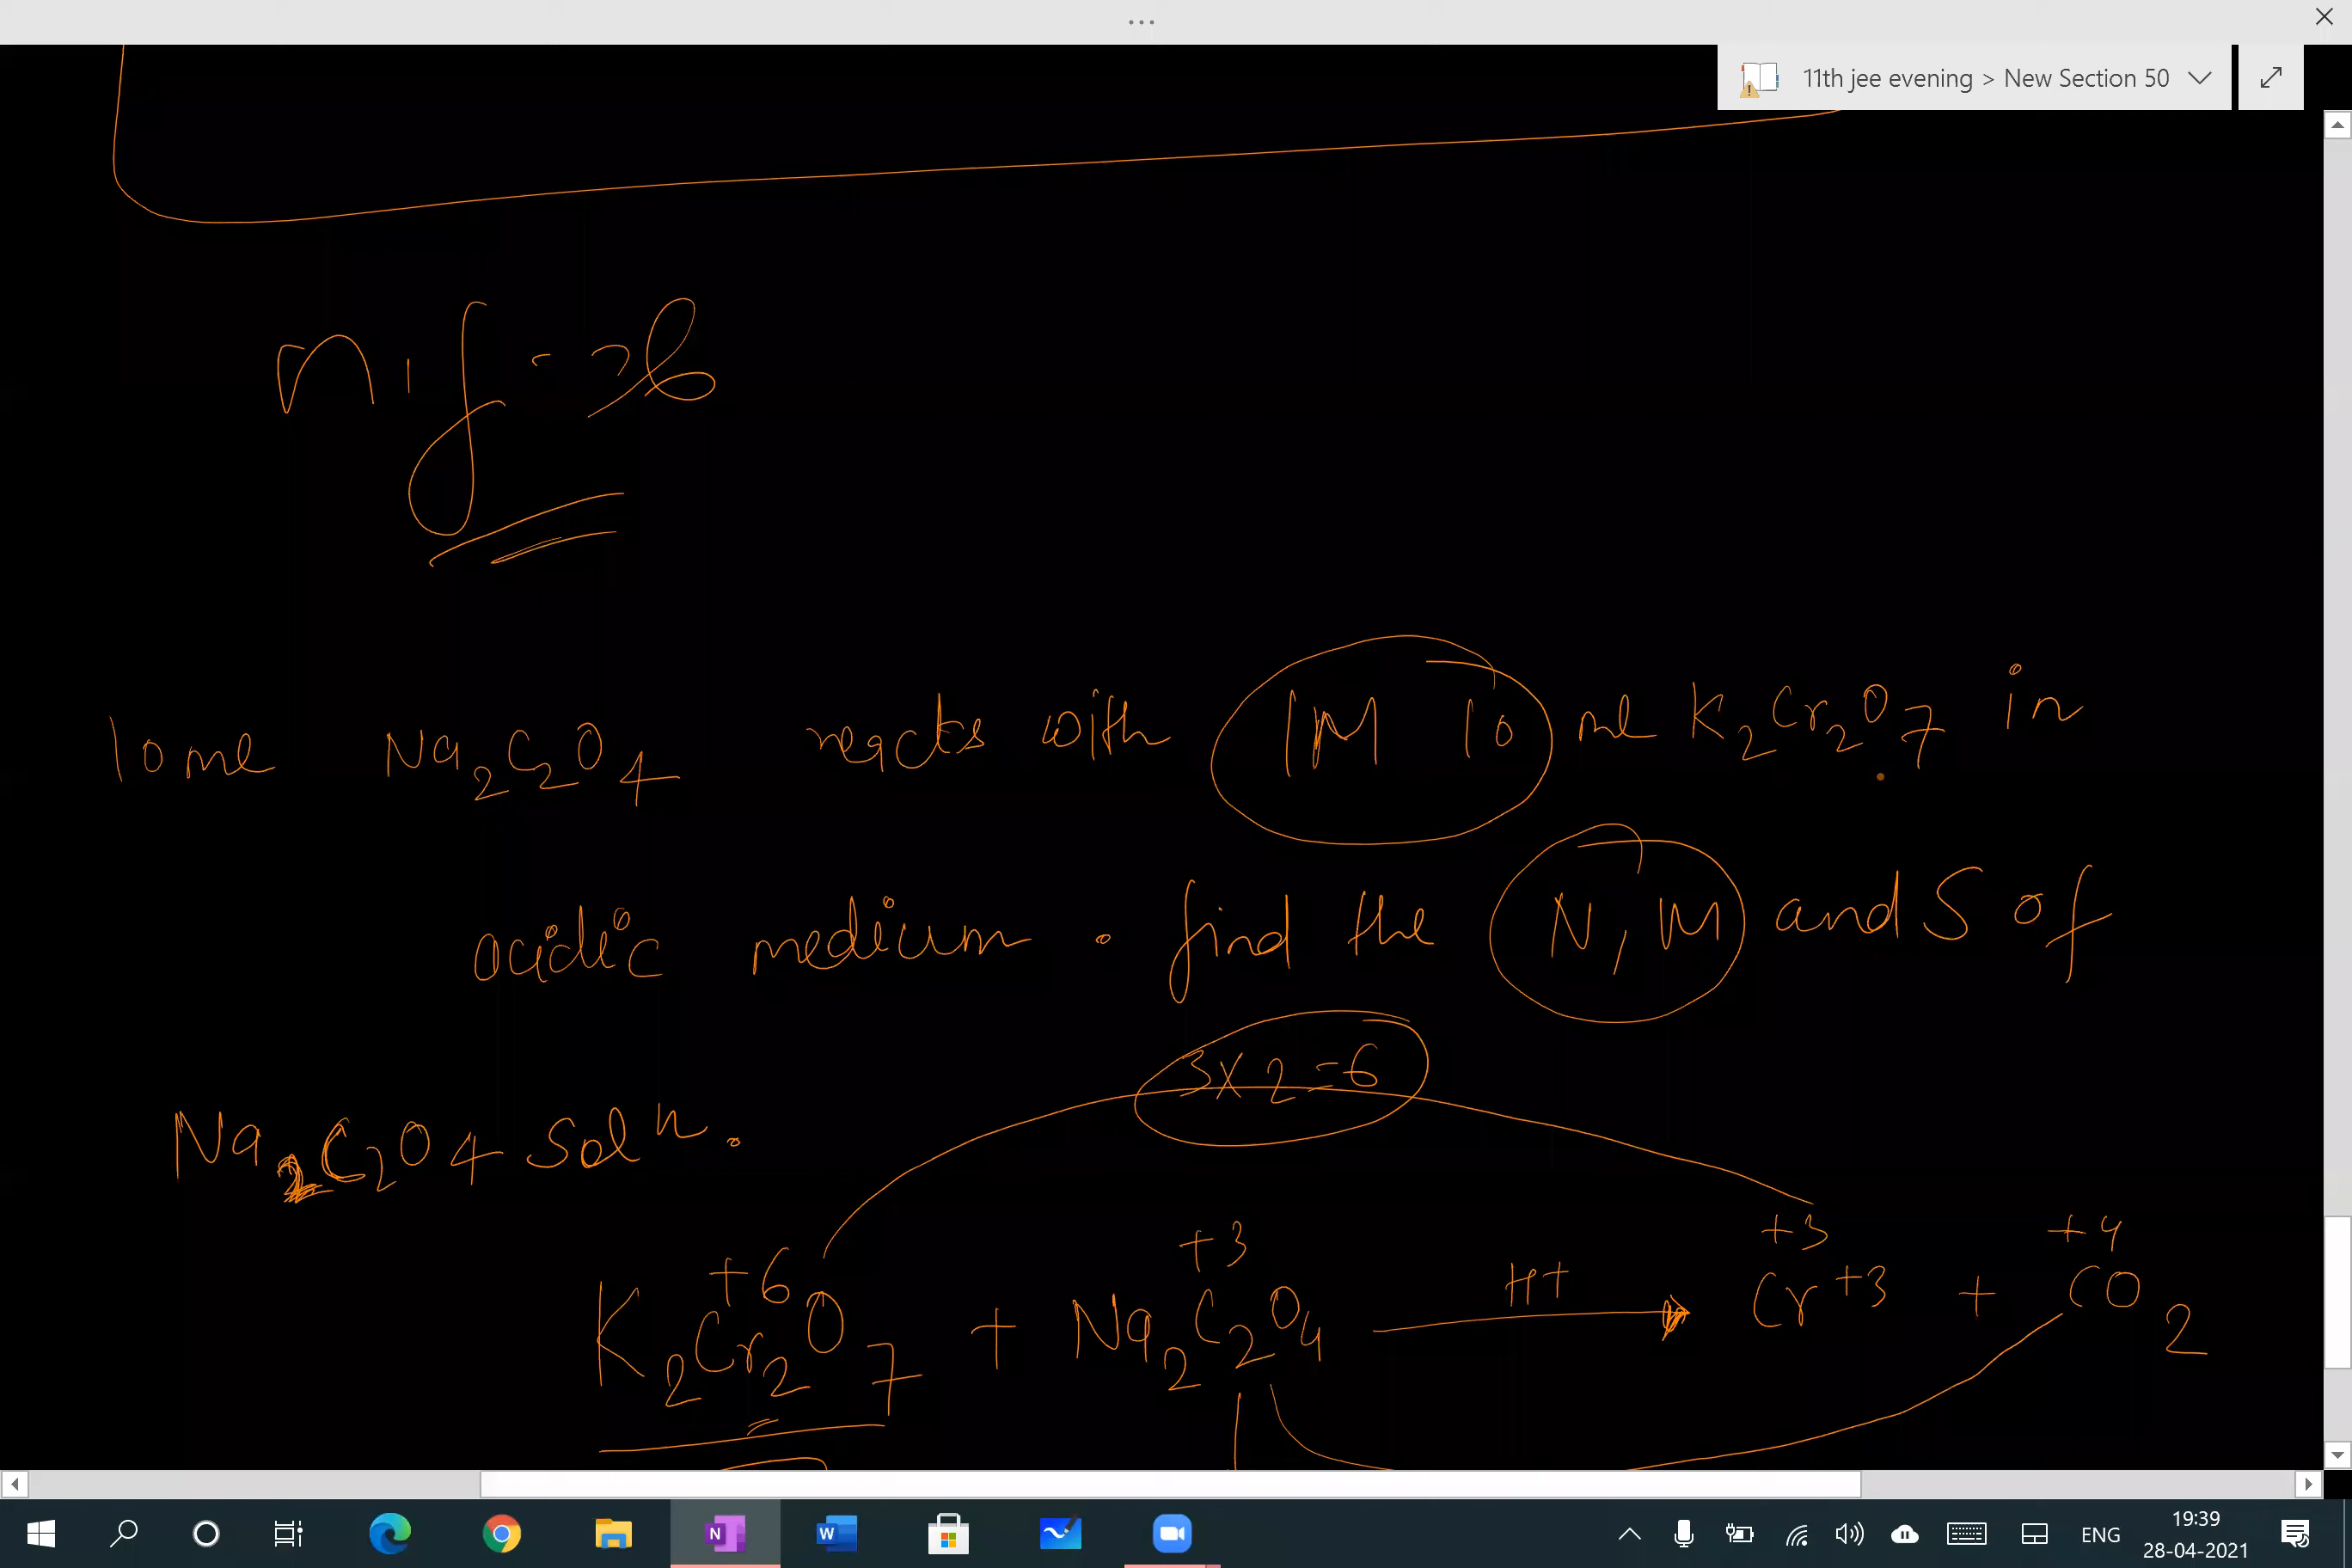 11th jee evening > New Section 50
10 ml Na2C2O4 reacts with 1M 10 ml K2Cr2O7 in
acidic medium . find the N, M and S of
3x2=6
Na2C2O4 Sol n .
+6 +3 +3 +4
K2Cr2O7 + Na2C2O4 H+ Cr+3 + CO2
ENG
19:39
28-04-2021